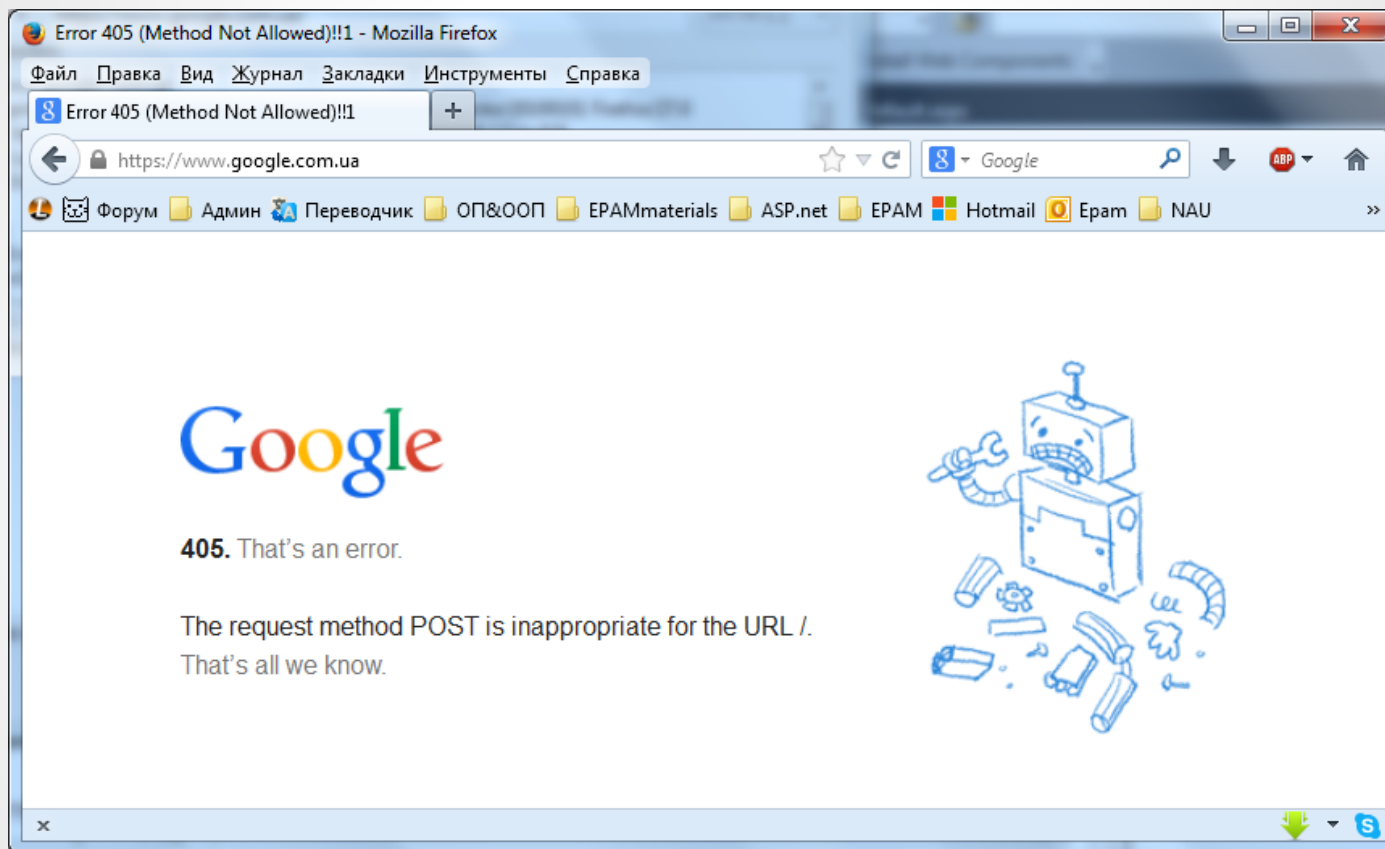 Error 405 (Method Not Allowed)!!1 - Mozilla Firefox
Файл Правка Вид Журнал Закладки Инструменты Справка
8 Error 405 (Method Not Allowed)!!1 +
https://www.google.com.ua 8 Google ABP
Форум Админ Переводчик ОП&ООП EPAMmaterials ASP.net EPAM Hotmail Epam NAU »
Google
405. That's an error.
The request method POST is inappropriate for the URL /.
That's all we know.